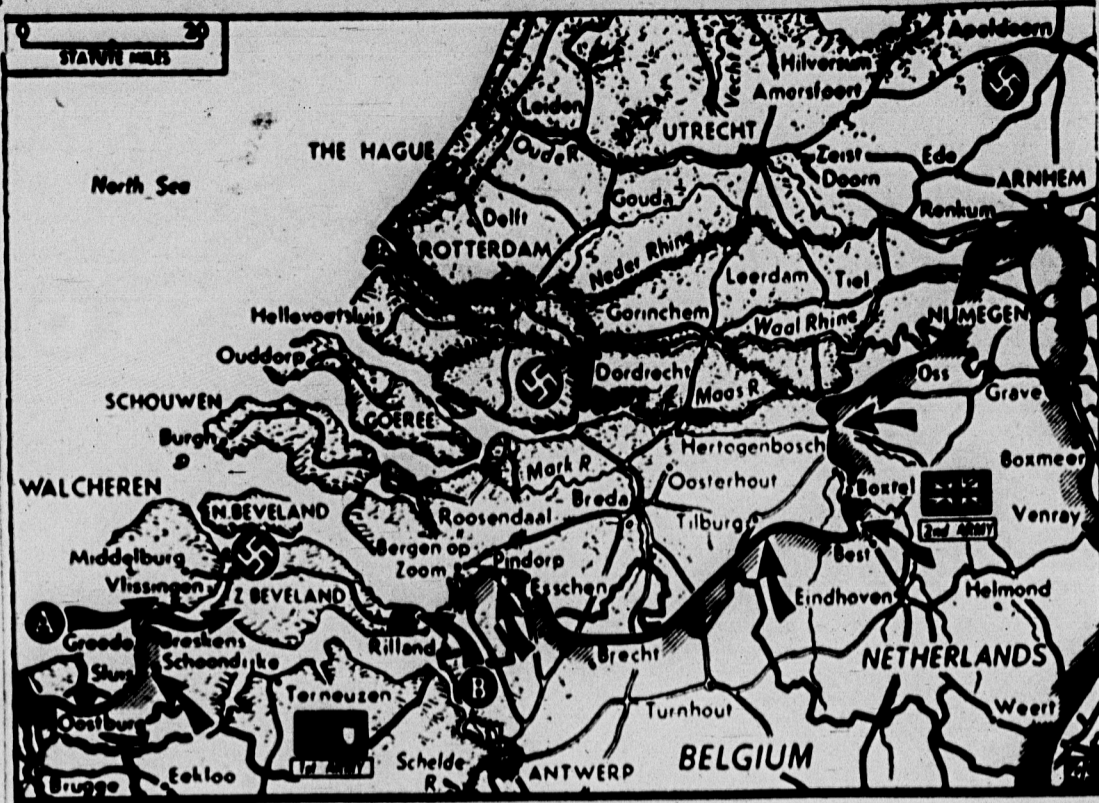 0 20
STATUTE MILES
Apeldoorn
Hilversum
Vecht R.
Amersfoort
Leiden
UTRECHT
THE HAGUE
Oude R.
Zeist
Ede
Doorn
ARNHEM
North Sea
Gouda
Renkum
Delft
ROTTERDAM
Neder Rhine
Leerdam
Tiel
Hellevoetsluis
Gorinchem
Waal Rhine
NIJMEGEN
Ouddorp
Dordrecht
Oss
Maas R.
Grave
SCHOUWEN
GOEREE
Burgh
Hertogenbosch
Mark R.
Boxmeer
Oosterhout
WALCHEREN
Breda
Boxtel
N. BEVELAND
Roosendaal
Tilburg
2nd ARMY
Venray
Bergen op
Zoom
Best
Middelburg
Pindorp
Vlissingen
Esschen
Z. BEVELAND
Eindhoven
Helmond
A
Groede
Breskens
Rilland
Brecht
NETHERLANDS
Sluis
Schoondijke
B
Terneuzen
Oostburg
Turnhout
Weert
1st ARMY
Schelde
R.
ANTWERP
BELGIUM
Brugge
Eekloo